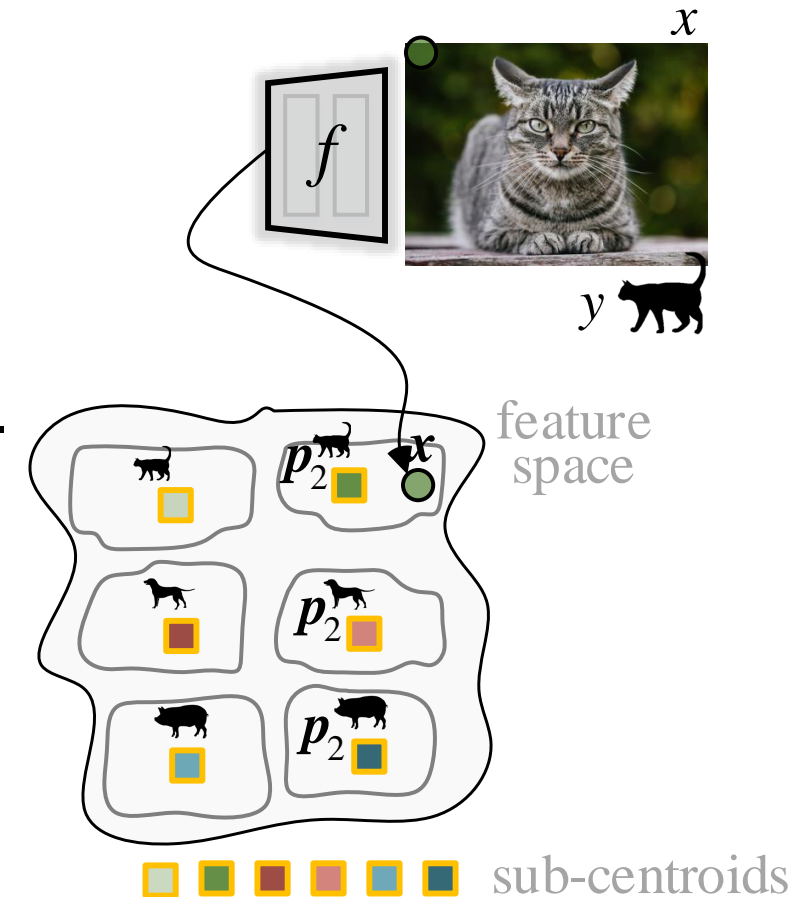 x
f
y
feature
space
p2
x
p2
p2
sub-centroids